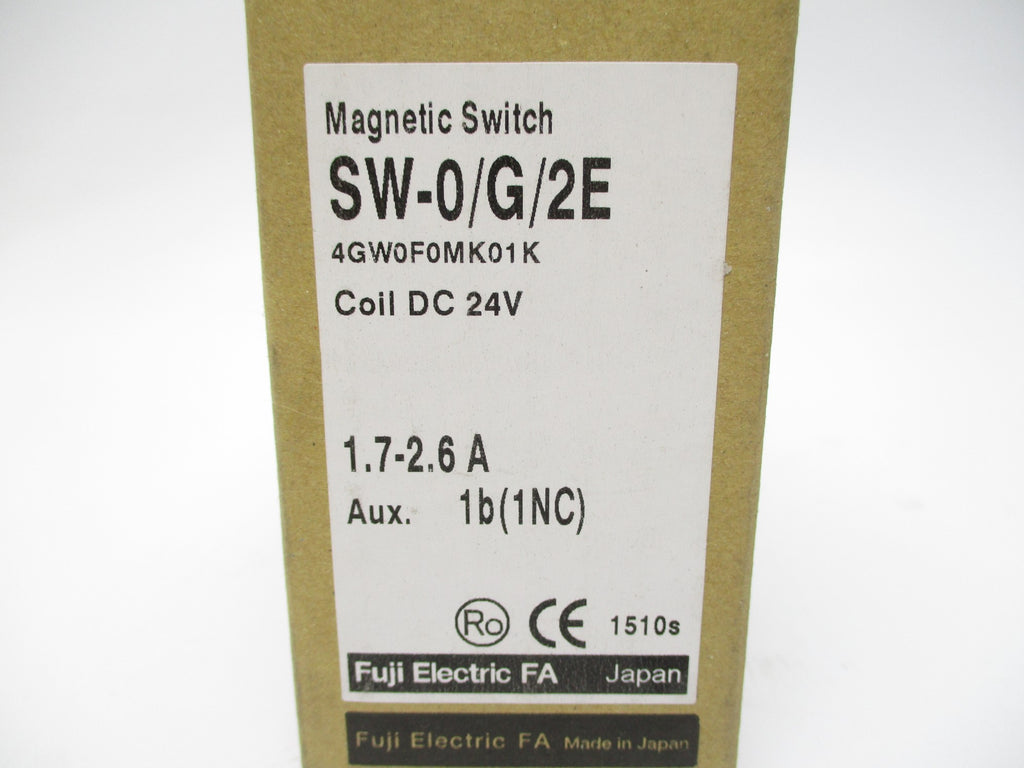 Magnetic Switch
SW-0/G/2E
4GW0F0MK01K
Coil DC 24V
1.7-2.6 A
Aux. 1b(1NC)
Ro CE 1510s
Fuji Electric FA Japan
Fuji Electric FA Made in Japan